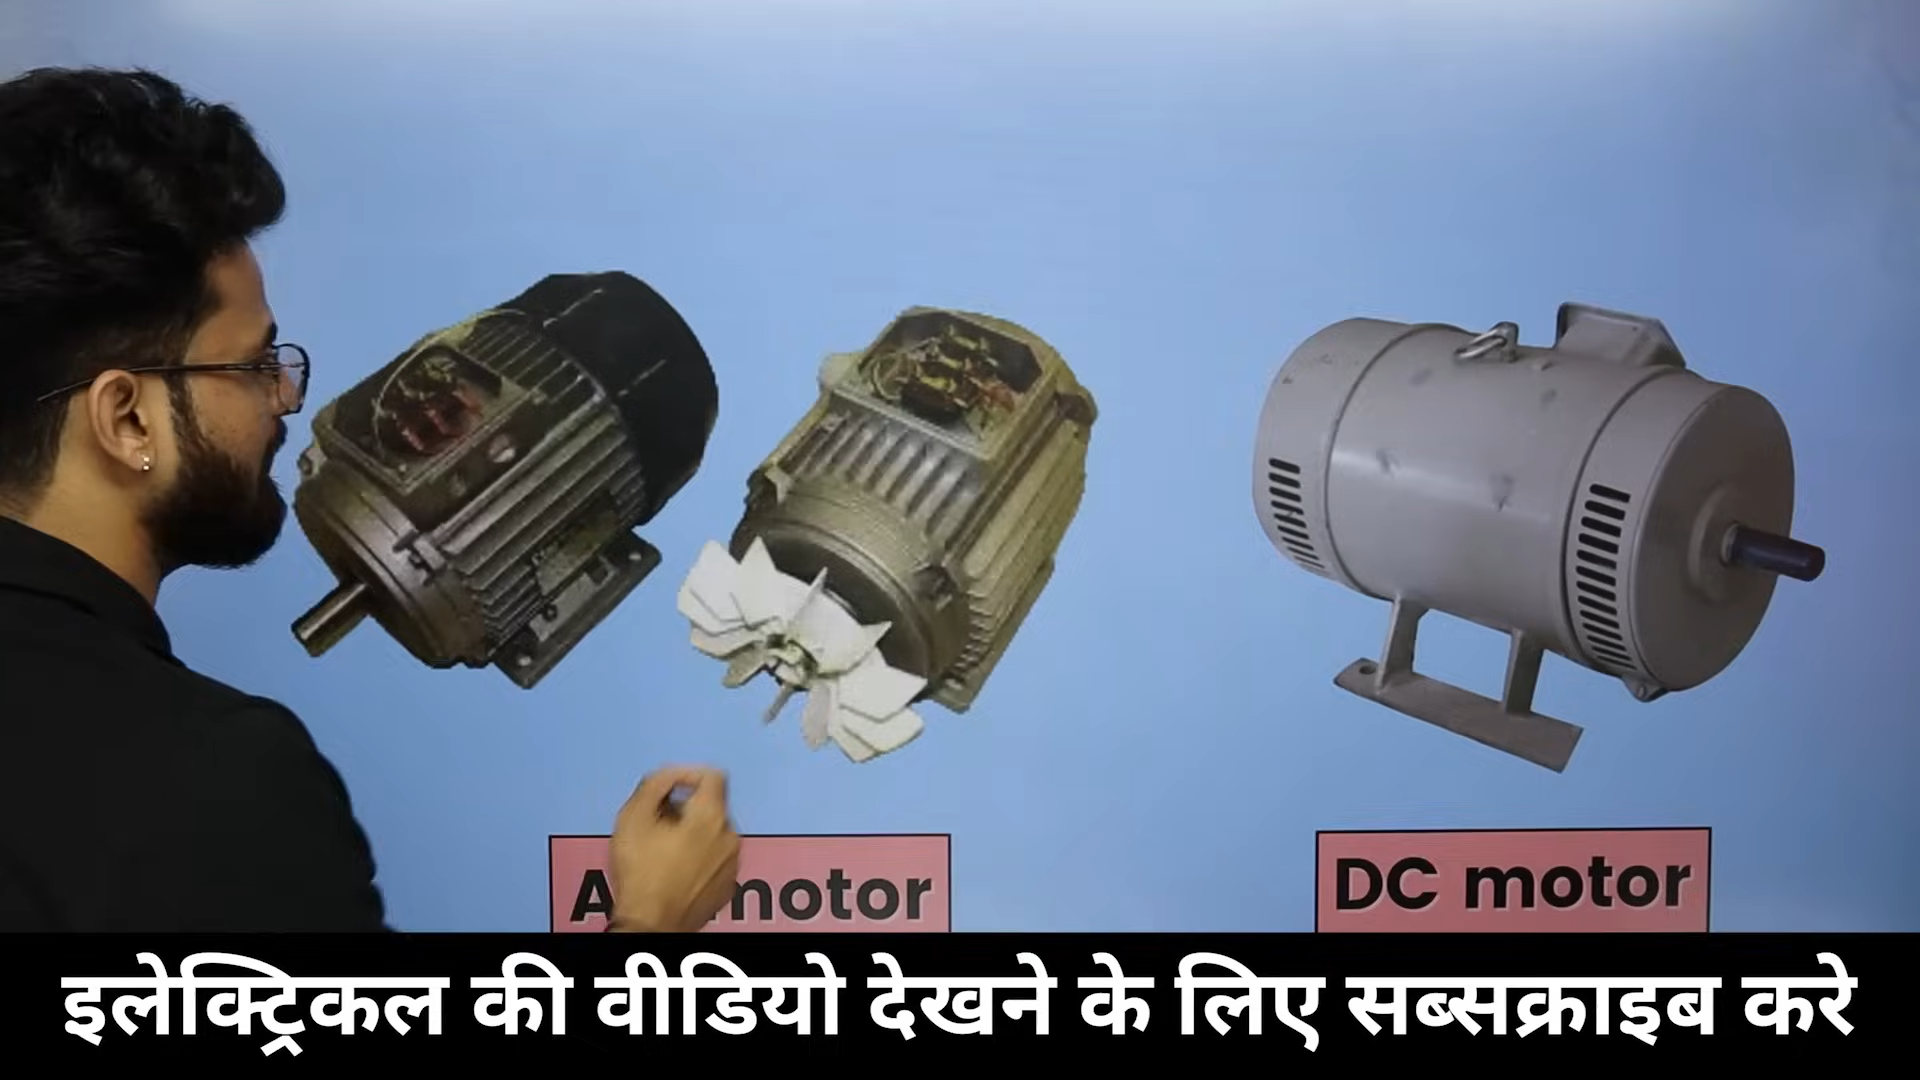 motor
DC motor
इलेक्ट्रिकल की वीडियो देखने के लिए सब्सक्राइब करे